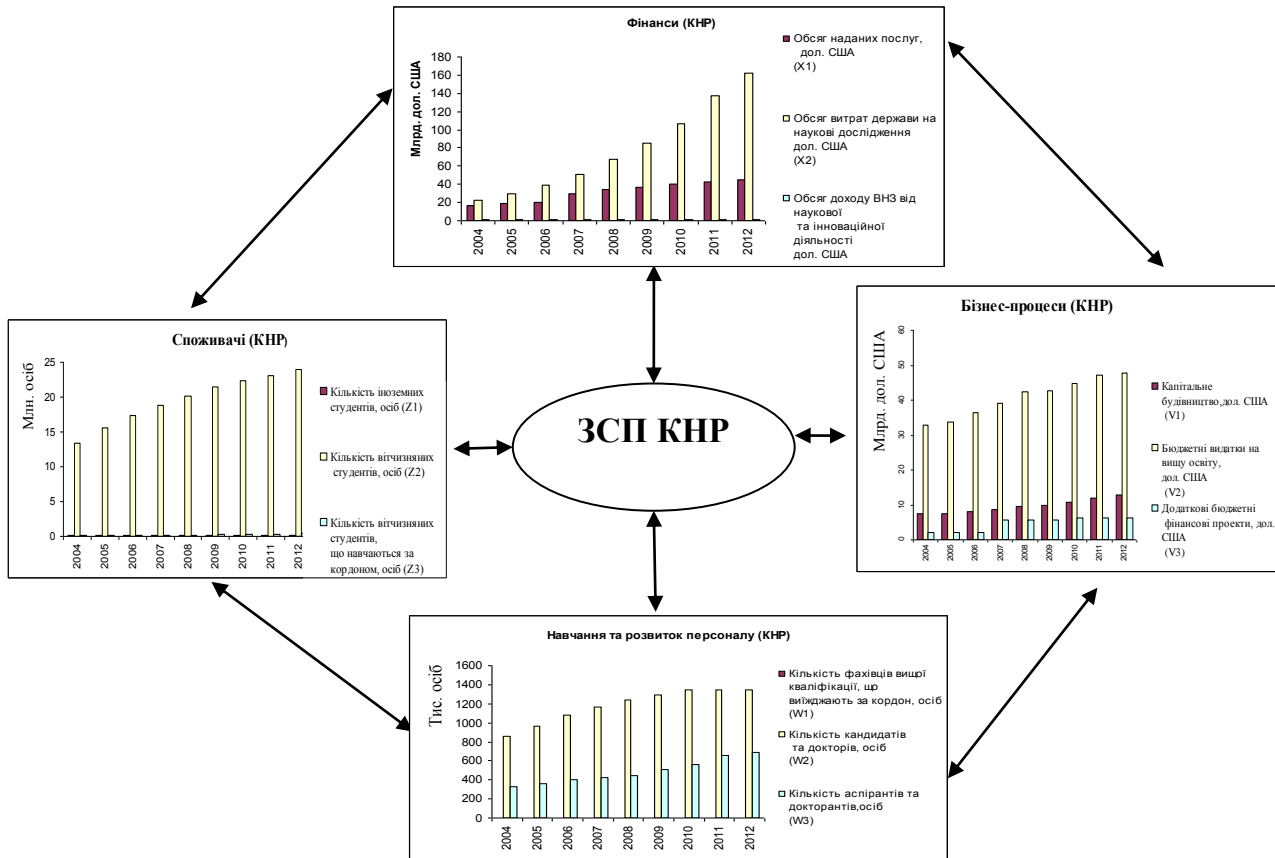 Фінанси (КНР)
Млрд. дол. США
180
160
140
120
100
80
60
40
20
0
2004
2005
2006
2007
2008
2009
2010
2011
2012
Обсяг наданих послуг,
дол. США
(X1)
Обсяг витрат держави на
наукові дослідження
дол. США
(X2)
Обсяг доходу ВНЗ від
наукової
та інноваційної
діяльності
дол. США
Споживачі (КНР)
Млн. осіб
25
20
15
10
5
0
2004
2005
2006
2007
2008
2009
2010
2011
2012
Кількість іноземних
студентів, осіб (Z1)
Кількість вітчизняних
студентів, осіб (Z2)
Кількість вітчизняних
студентів,
що навчаються за
кордоном, осіб (Z3)
ЗСП КНР
Бізнес-процеси (КНР)
Млрд. дол. США
60
50
40
30
20
10
0
2004
2005
2006
2007
2008
2009
2010
2011
2012
Капітальне
будівництво,дол. США
(V1)
Бюджетні видатки на
вищу освіту,
дол. США
(V2)
Додаткові бюджетні
фінансові проекти, дол.
США
(V3)
Навчання та розвиток персоналу (КНР)
Тис. осіб
1600
1400
1200
1000
800
600
400
200
0
2004
2005
2006
2007
2008
2009
2010
2011
2012
Кількість фахівців вищої
кваліфікації, що
виїжджають за кордон, осіб
(W1)
Кількість кандидатів
та докторів, осіб
(W2)
Кількість аспірантів та
докторантів,осіб
(W3)